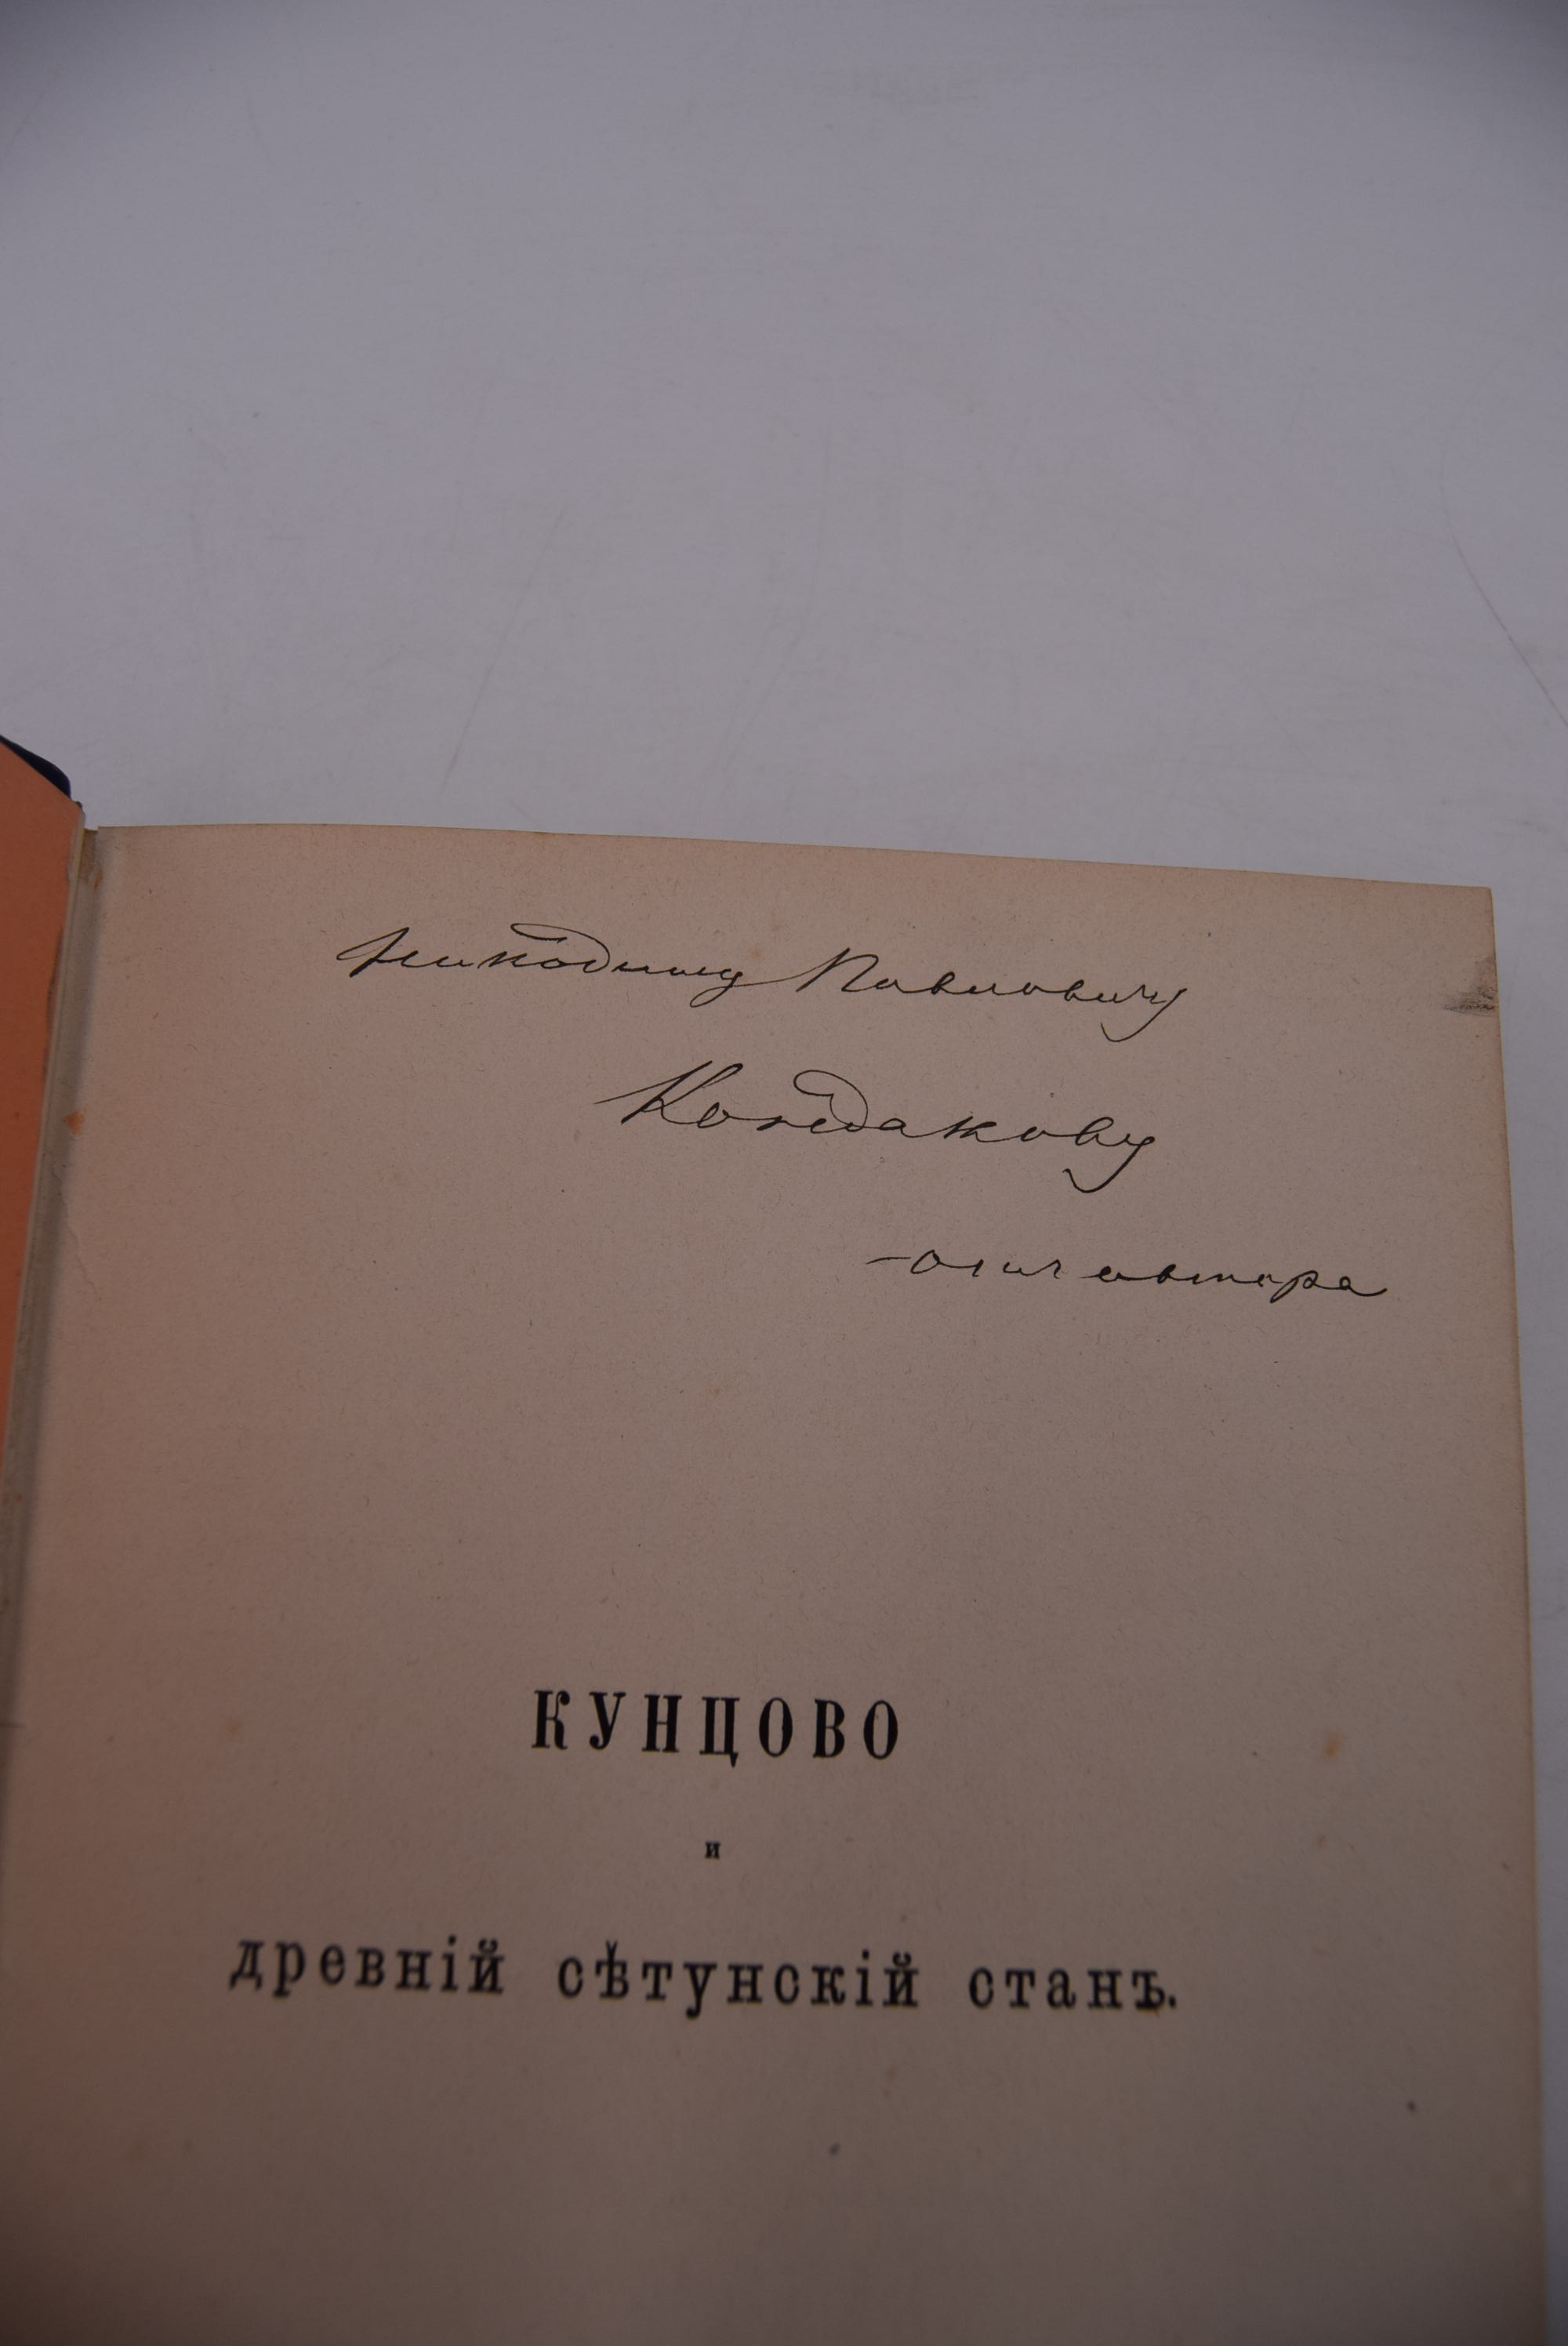 Никодиму Павловичу
Кондакову
— отъ автора
КУНЦОВО
и
древній сѣтунскій станъ.